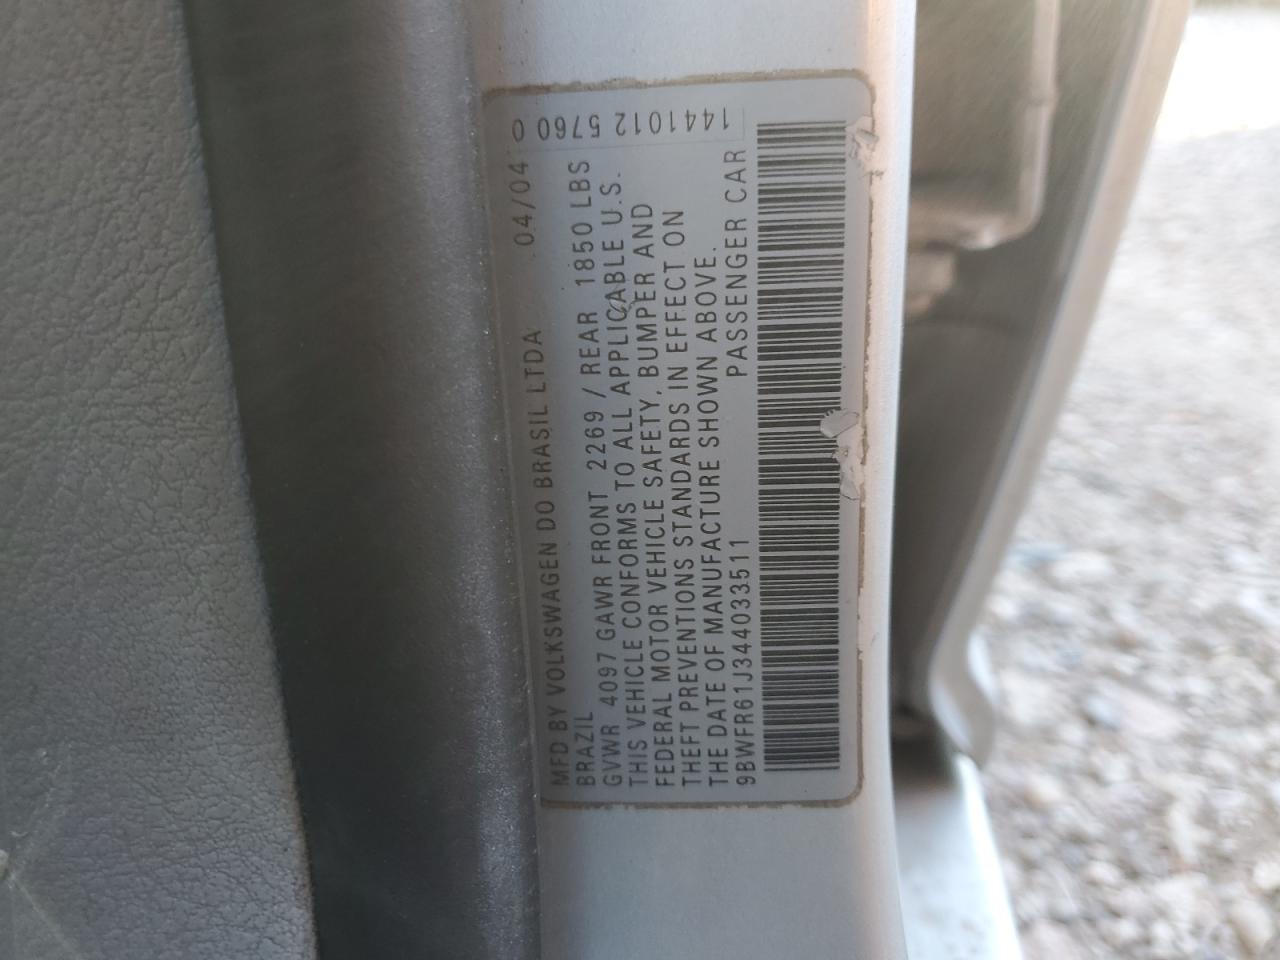 MFD BY VOLKSWAGEN DO BRASIL LTDA 04/04
BRAZIL
GVWR 4097 GAWR FRONT 2269 / REAR 1850 LBS
THIS VEHICLE CONFORMS TO ALL APPLICABLE U.S.
FEDERAL MOTOR VEHICLE SAFETY, BUMPER AND
THEFT PREVENTIONS STANDARDS IN EFFECT ON
THE DATE OF MANUFACTURE SHOWN ABOVE.
9BWFR61J344033511 PASSENGER CAR
1441012 5760 0